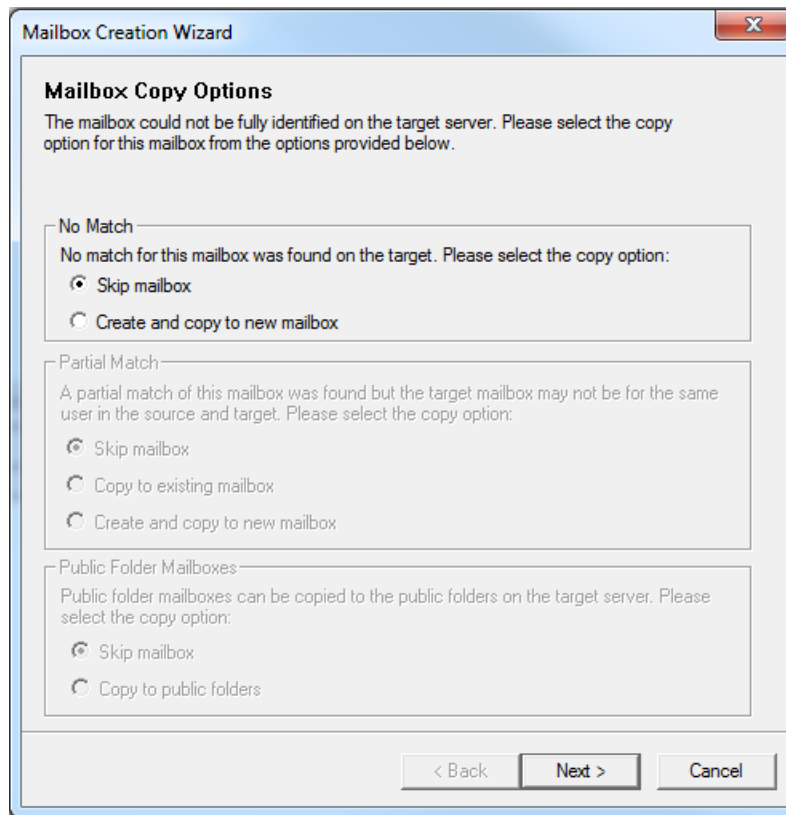 Mailbox Creation Wizard
Mailbox Copy Options
The mailbox could not be fully identified on the target server. Please select the copy
option for this mailbox from the options provided below.
No Match
No match for this mailbox was found on the target. Please select the copy option:
Skip mailbox
Create and copy to new mailbox
Partial Match
A partial match of this mailbox was found but the target mailbox may not be for the same
user in the source and target. Please select the copy option:
Skip mailbox
Copy to existing mailbox
Create and copy to new mailbox
Public Folder Mailboxes
Public folder mailboxes can be copied to the public folders on the target server. Please
select the copy option:
Skip mailbox
Copy to public folders
< Back Next > Cancel